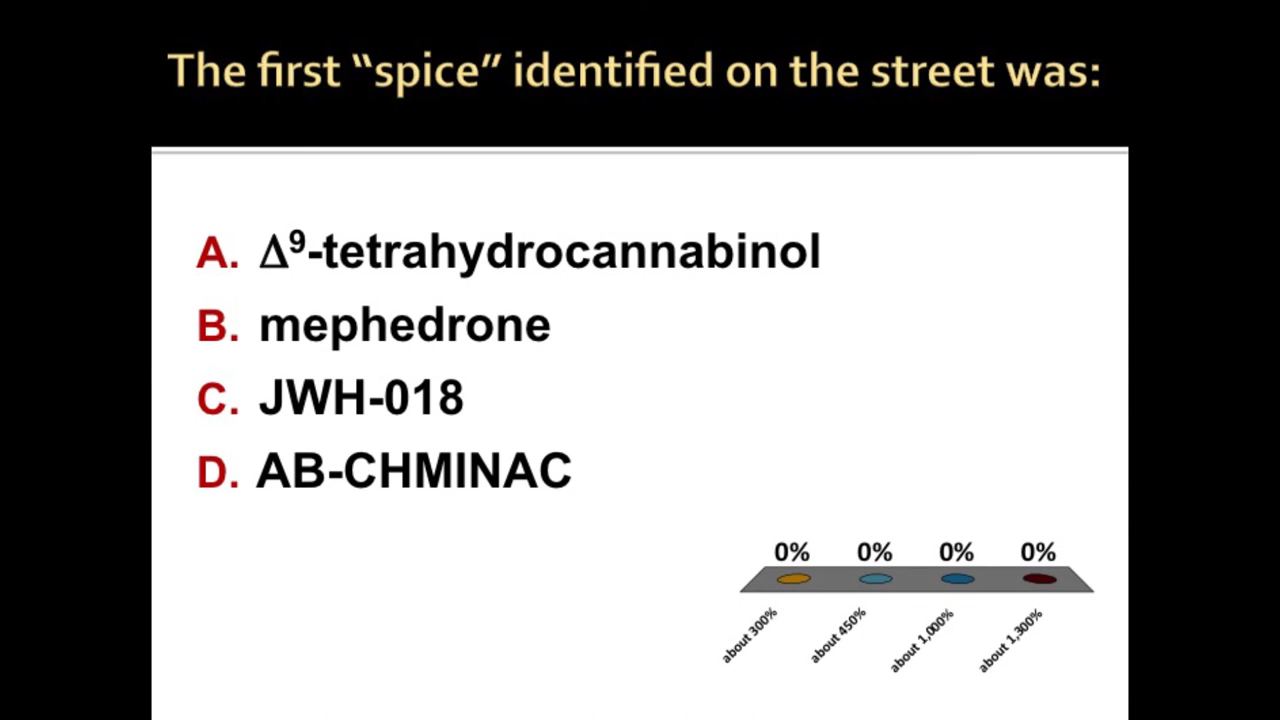 The first “spice” identified on the street was:
A. Δ⁹-tetrahydrocannabinol
B. mephedrone
C. JWH-018
D. AB-CHMINAC
0% 0% 0% 0%
about 300% about 450% about 1,000% about 1,300%